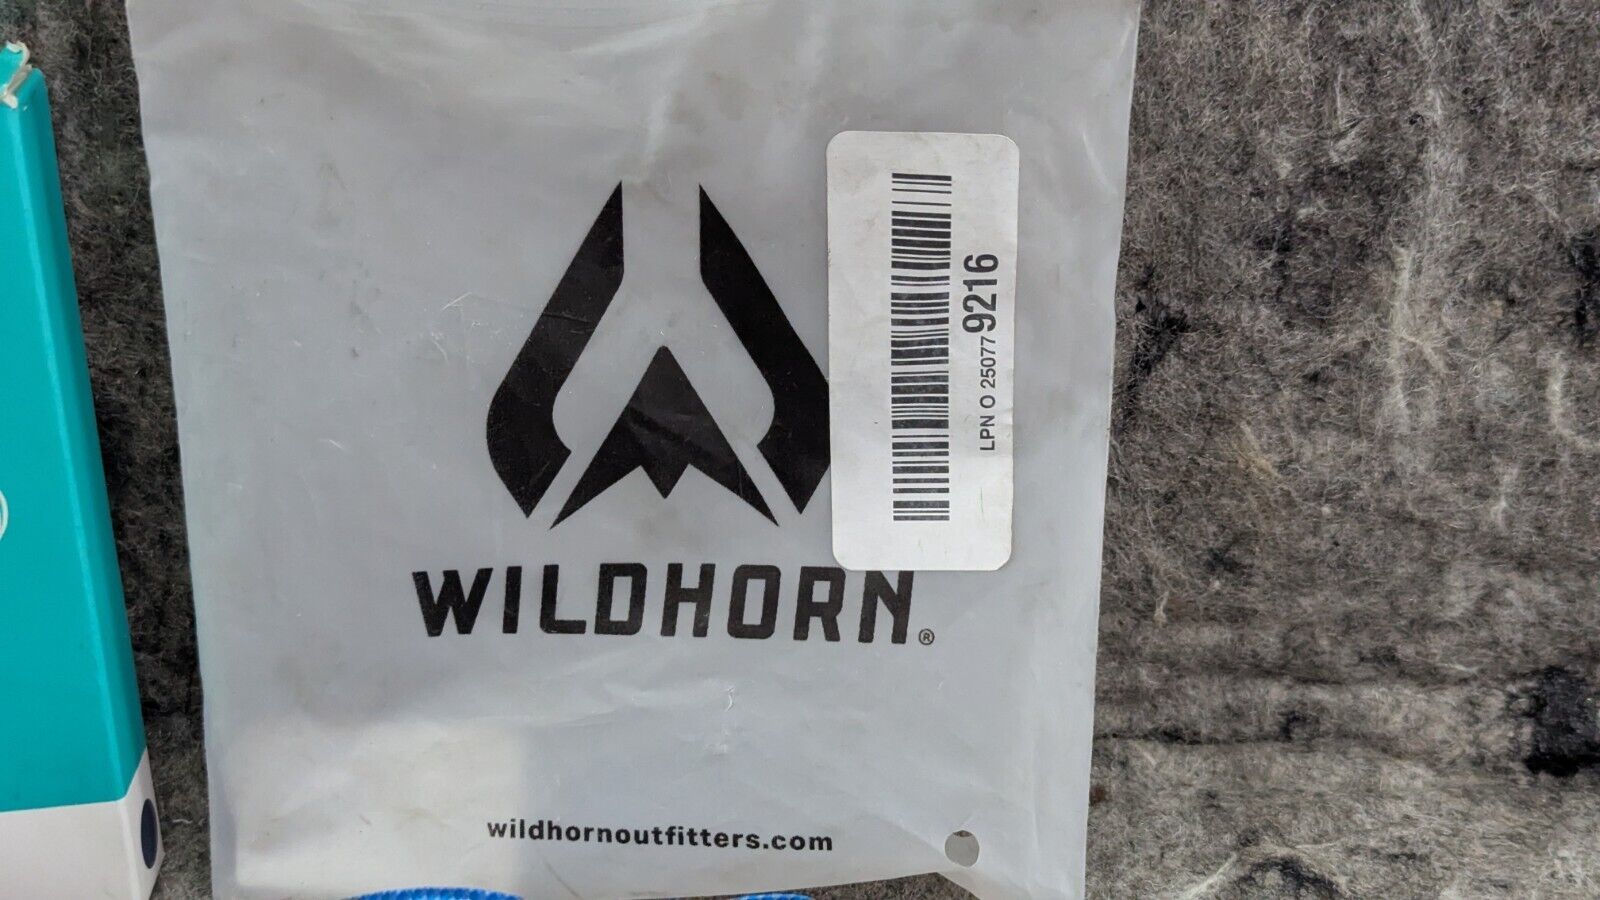 WILDHORN®
LPN O 25077 9216
wildhornoutfitters.com